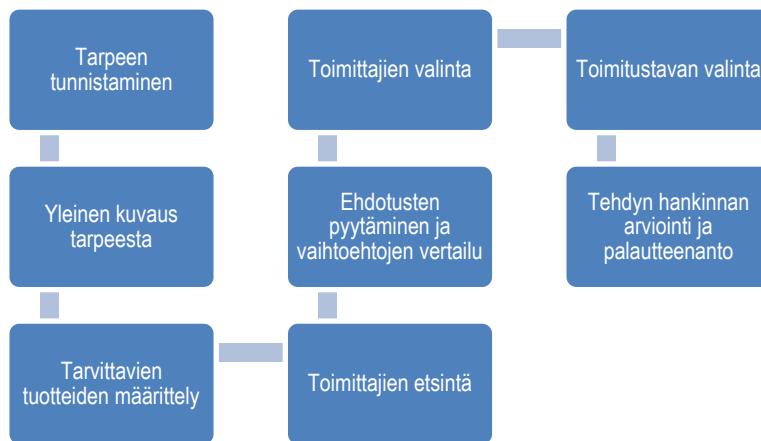 Tarpeen
tunnistaminen
Yleinen kuvaus
tarpeesta
Tarvittavien
tuotteiden määrittely
Toimittajien etsintä
Ehdotusten
pyytäminen ja
vaihtoehtojen vertailu
Toimittajien valinta
Toimitustavan valinta
Tehdyn hankinnan
arviointi ja
palautteenanto